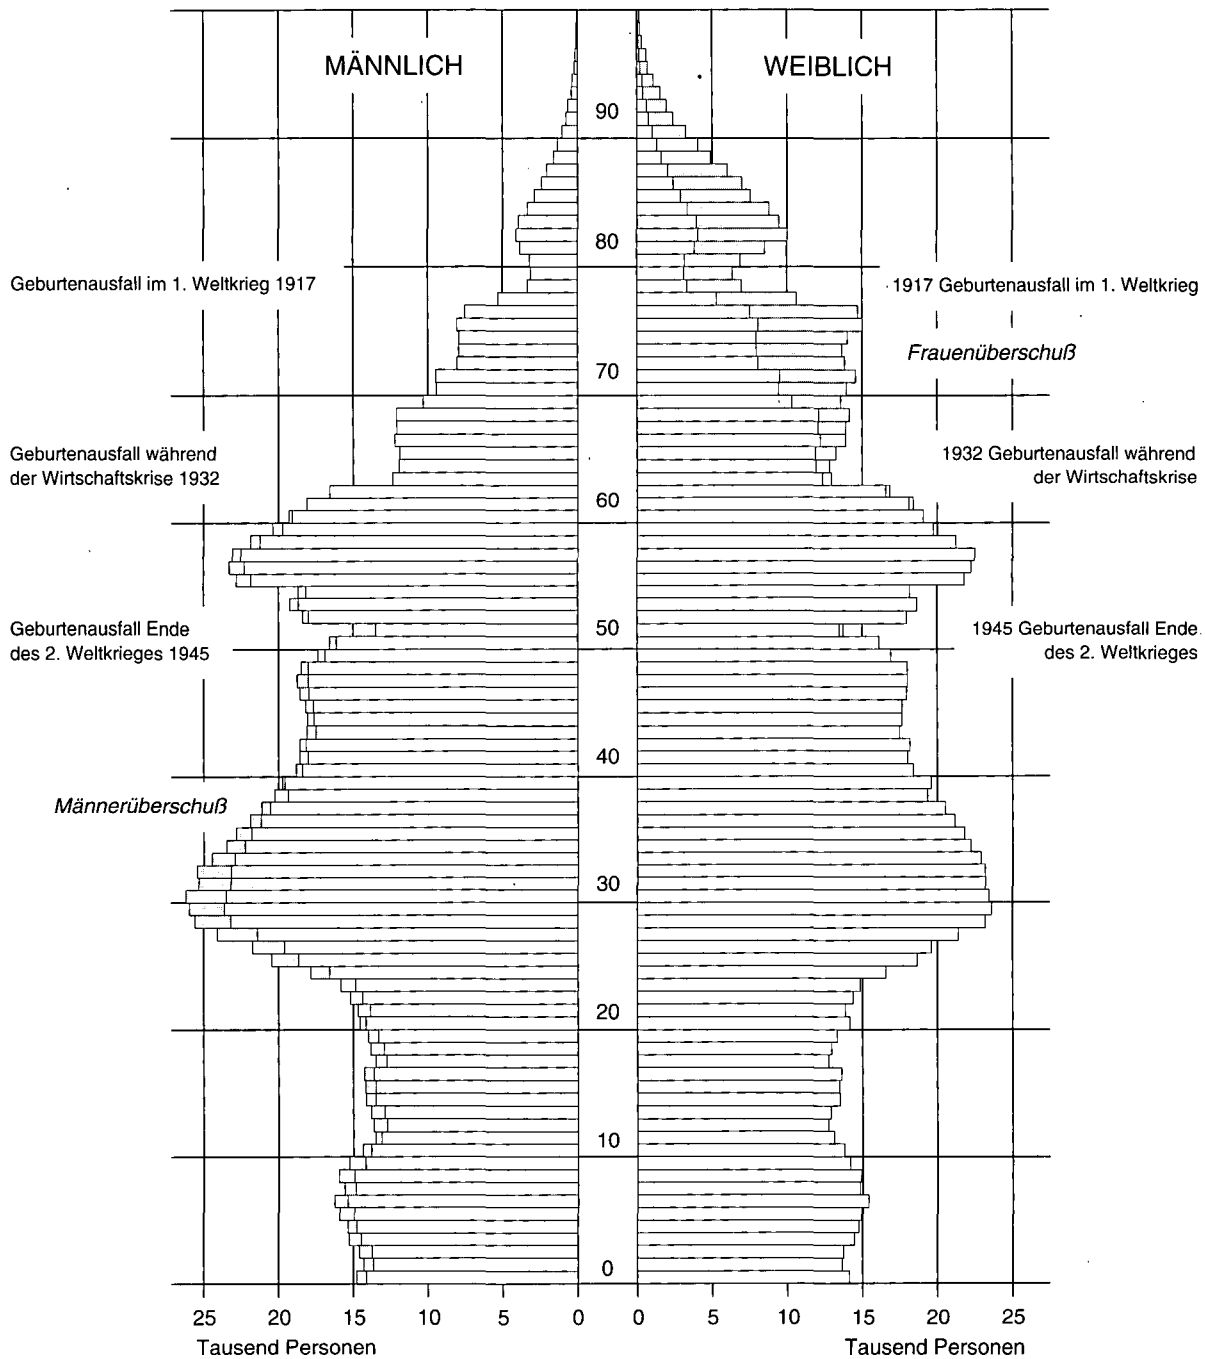 MÄNNLICH
WEIBLICH
90
80
Geburtenausfall im 1. Weltkrieg 1917
1917 Geburtenausfall im 1. Weltkrieg
Frauenüberschuß
70
Geburtenausfall während
der Wirtschaftskrise 1932
1932 Geburtenausfall während
der Wirtschaftskrise
60
50
Geburtenausfall Ende
des 2. Weltkrieges 1945
1945 Geburtenausfall Ende
des 2. Weltkrieges
40
Männerüberschuß
30
20
10
0
25 20 15 10 5 0 0 5 10 15 20 25
Tausend Personen
Tausend Personen